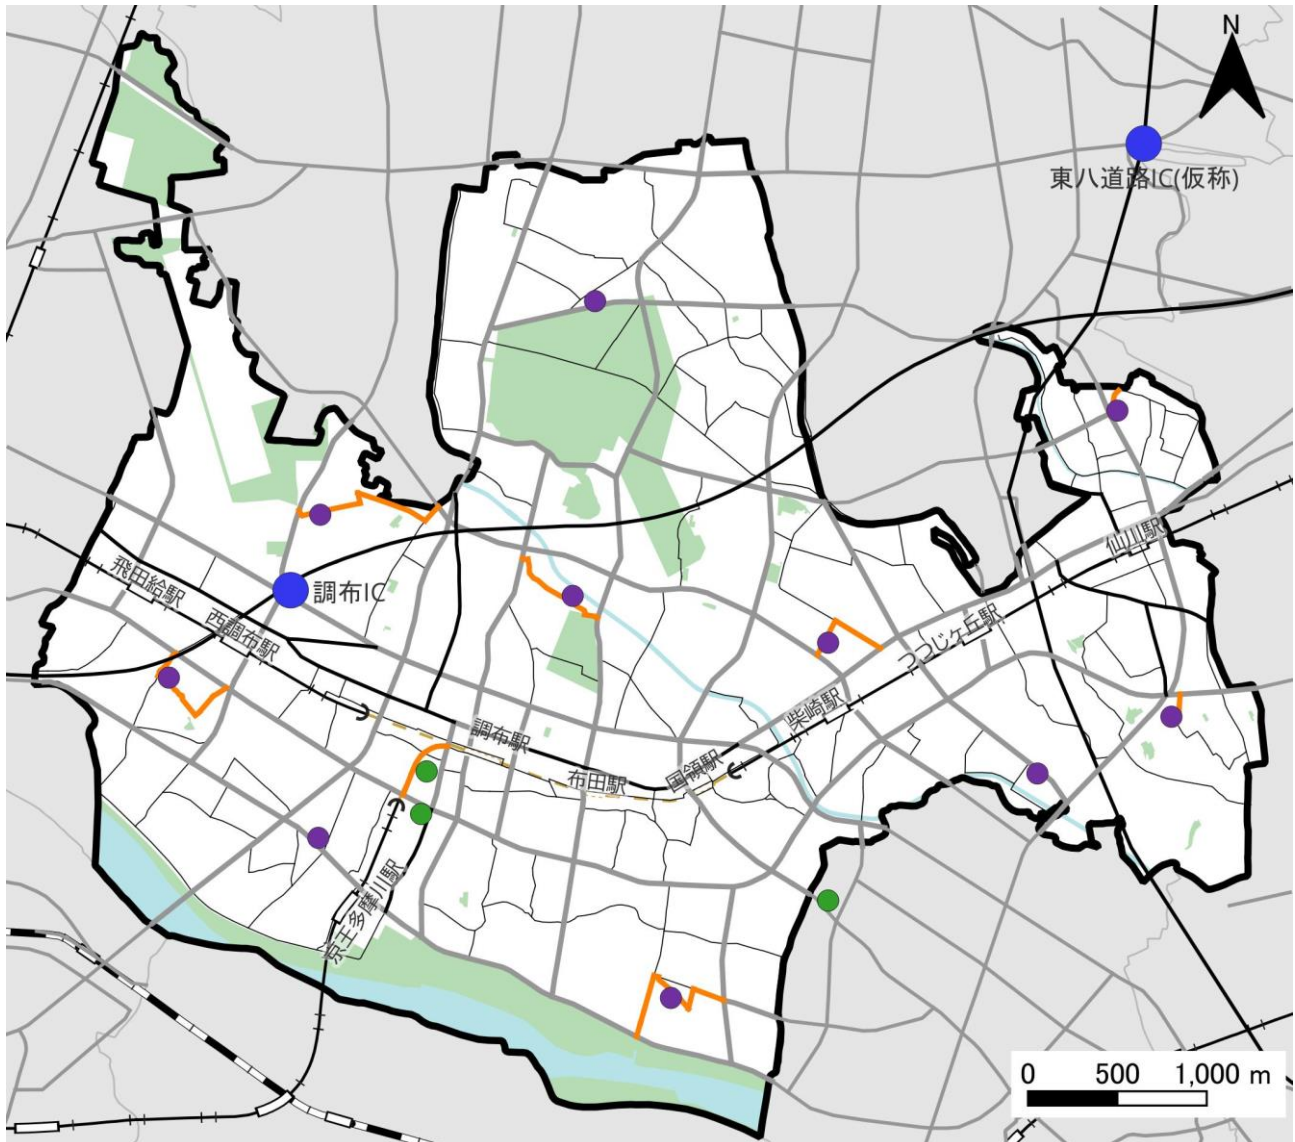 N
東八道路IC(仮称)
仙川駅
飛田給駅
調布IC
西調布駅
つつじケ丘駅
柴崎駅
調布駅
国領駅
布田駅
京王多摩川駅
0 500 1,000 m